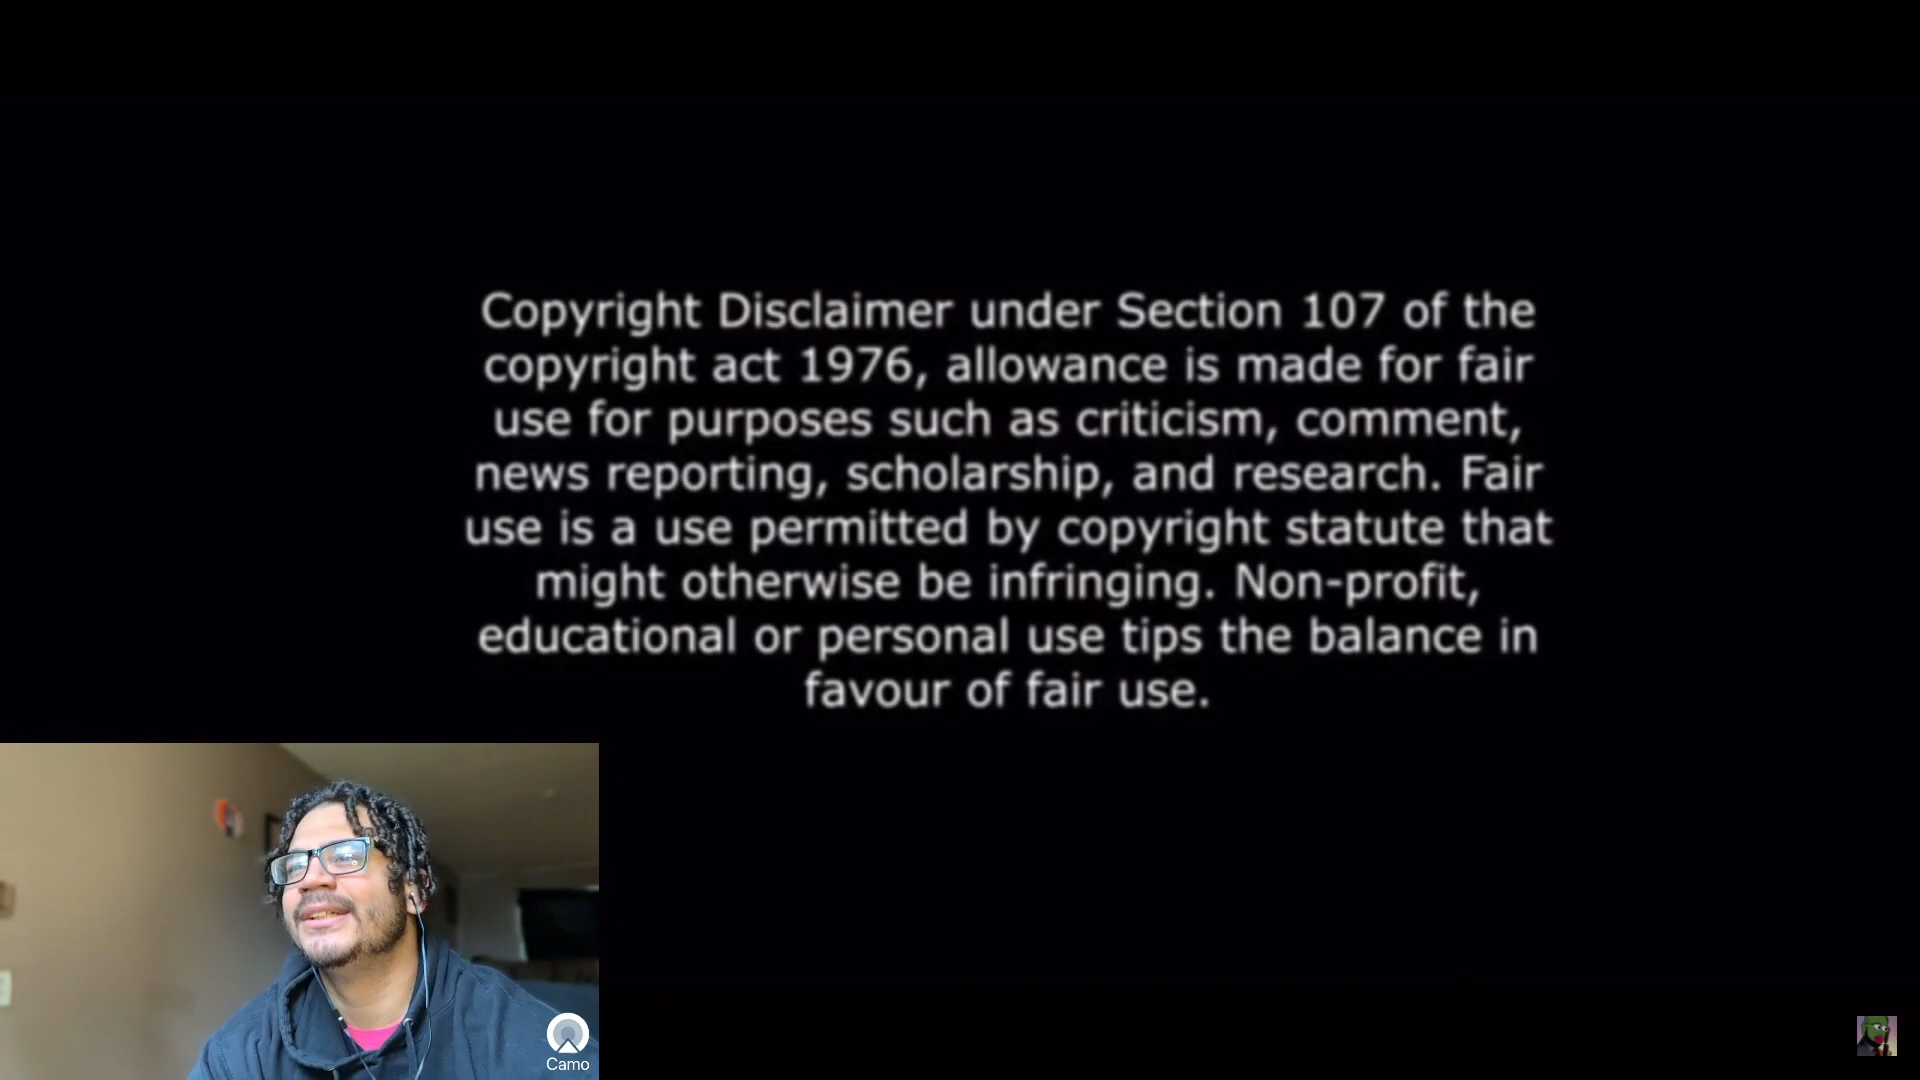 Copyright Disclaimer under Section 107 of the
copyright act 1976, allowance is made for fair
use for purposes such as criticism, comment,
news reporting, scholarship, and research. Fair
use is a use permitted by copyright statute that
might otherwise be infringing. Non-profit,
educational or personal use tips the balance in
favour of fair use.
Camo